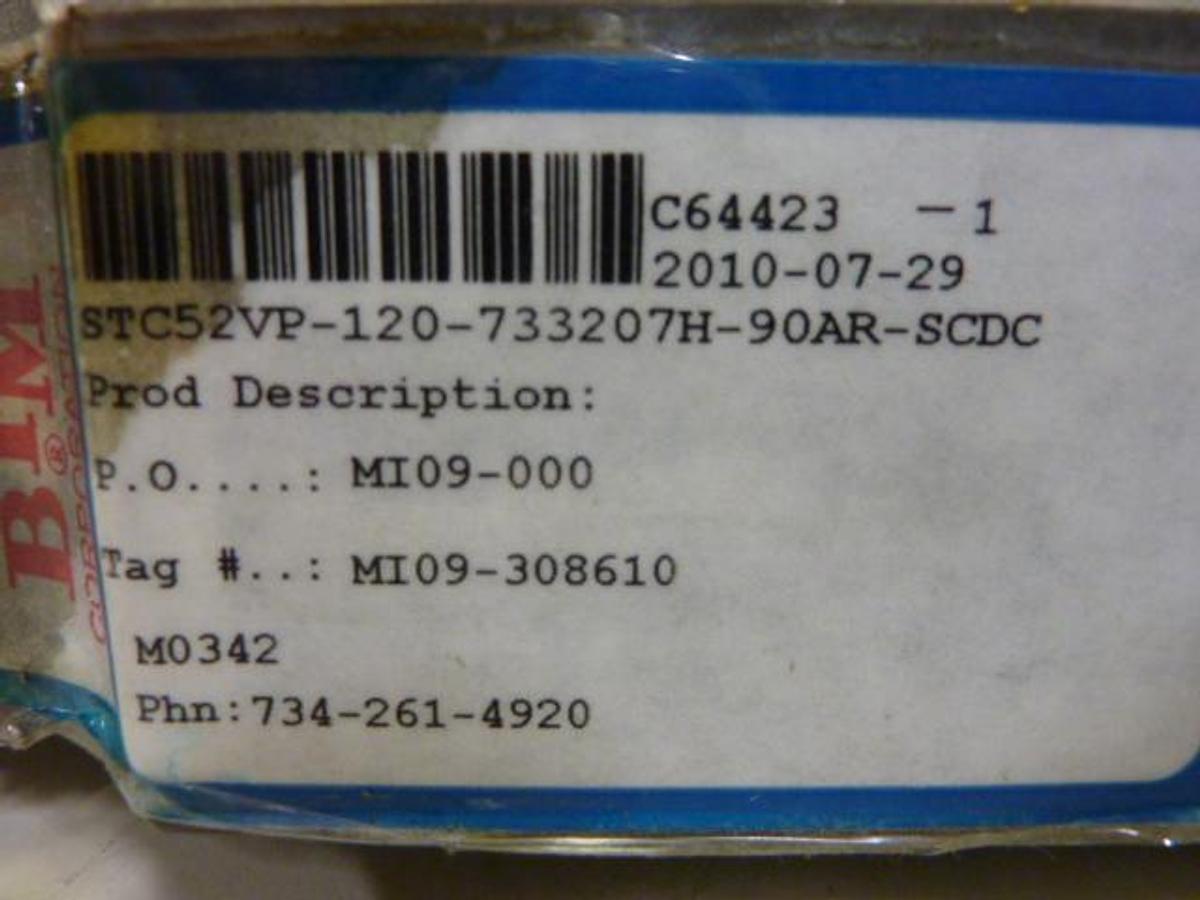 C64423 -1
2010-07-29
STC52VP-120-733207H-90AR-SCDC
Prod Description:
P.O....: MI09-000
Tag #..: MI09-308610
M0342
Phn:734-261-4920
BIM®
CORPORATION